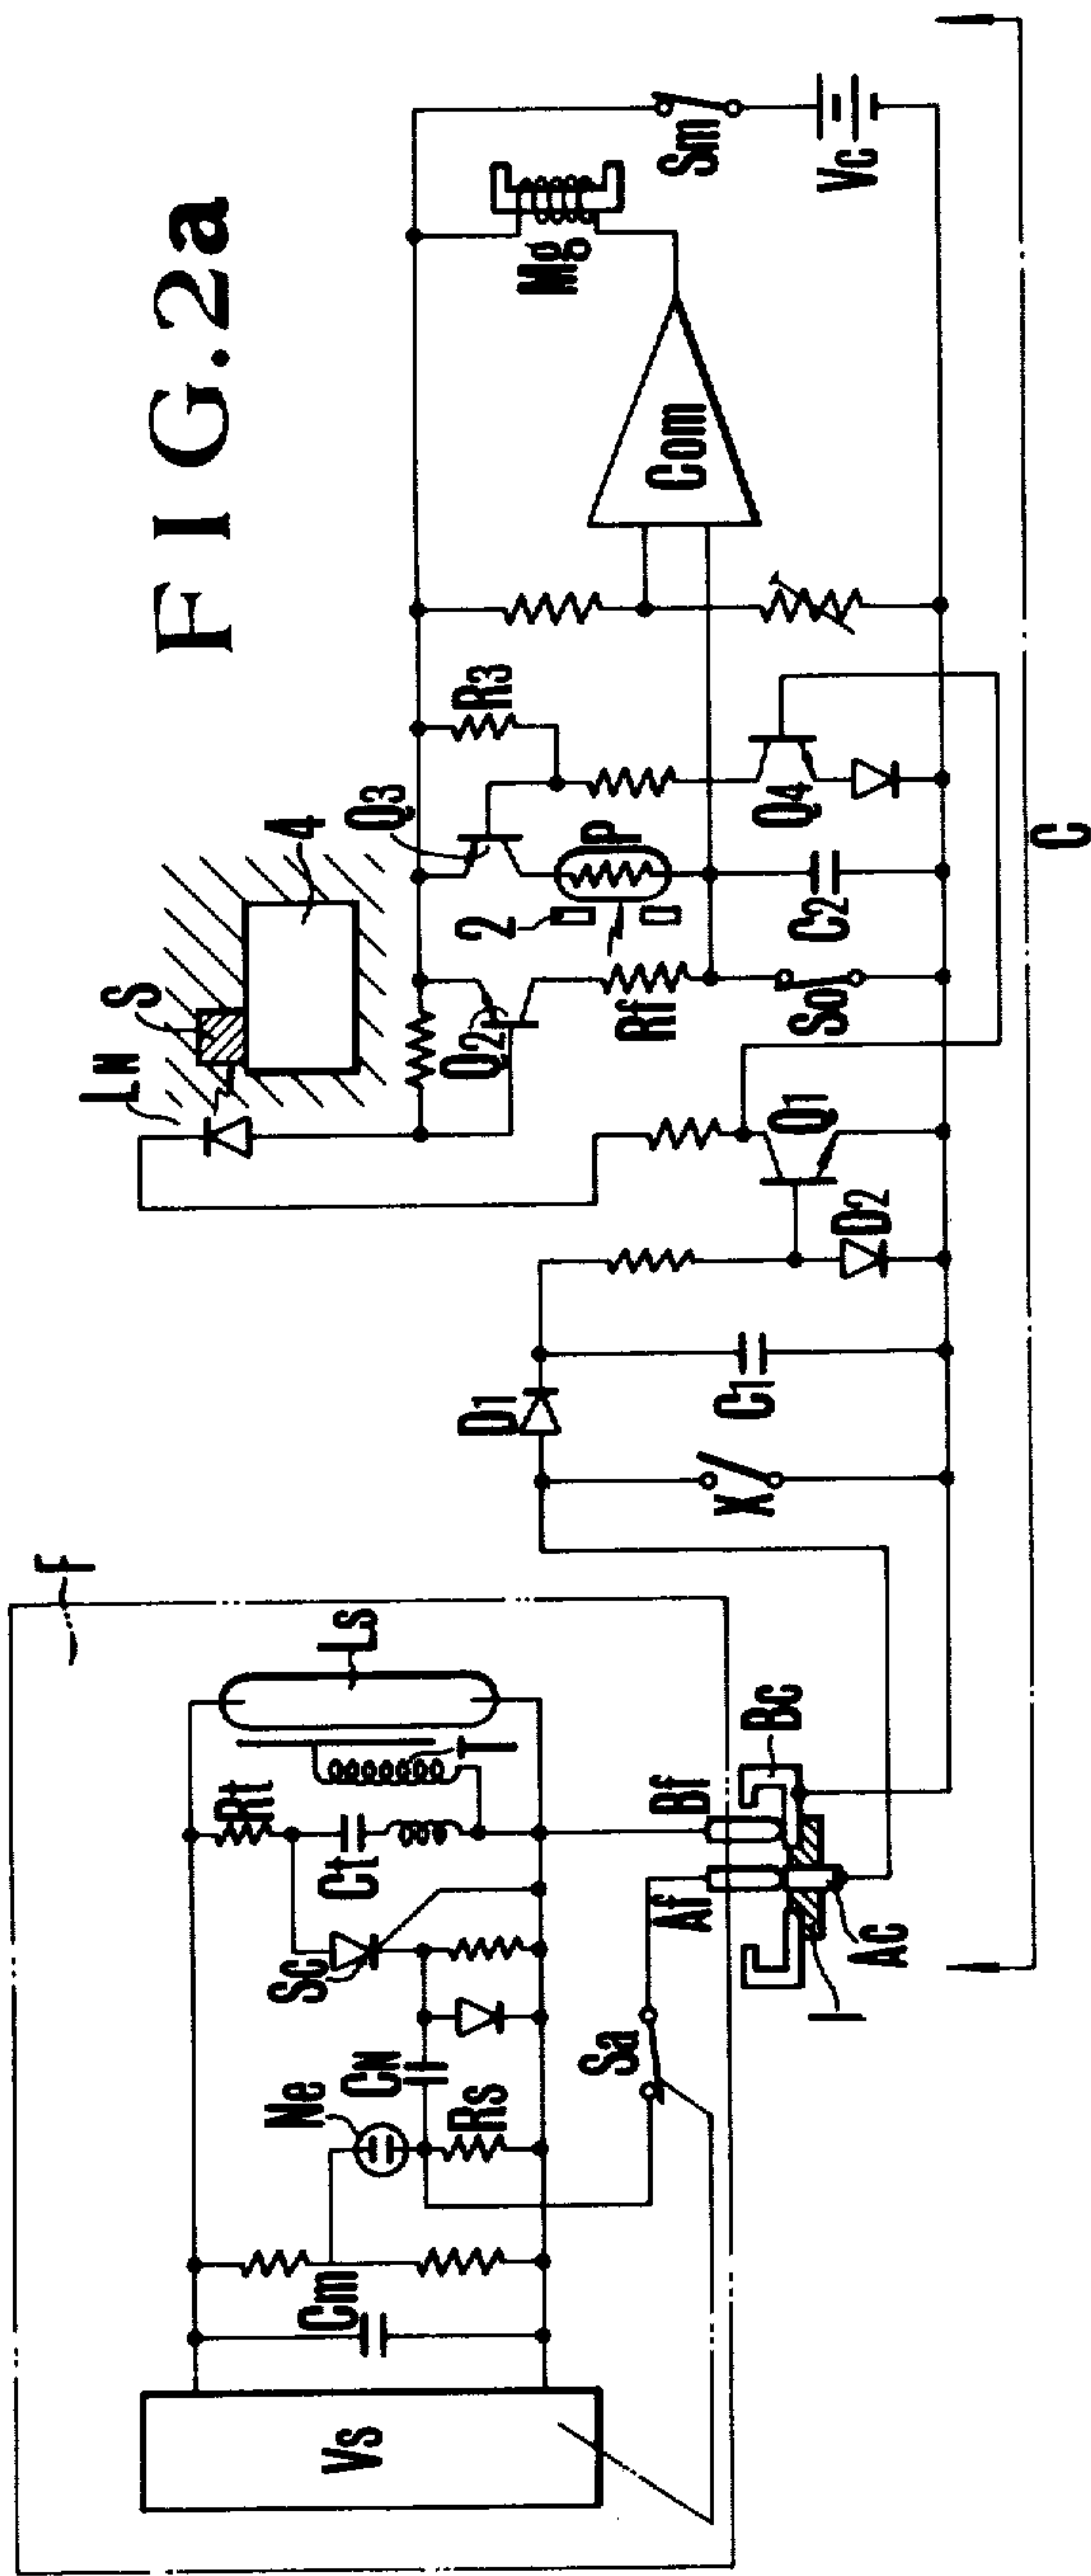 FIG.2a
F
Vs
Cm
Ne
CN
Rs
Sc
Ct
Rt
Ls
T
Sa
Af
Bf
Bc
Ac
1
X
D1
C1
D2
Q1
LN
S
4
Q2
Q3
R3
2
P
Rf
So
C2
Q4
Com
Mg
Sm
Vc
C